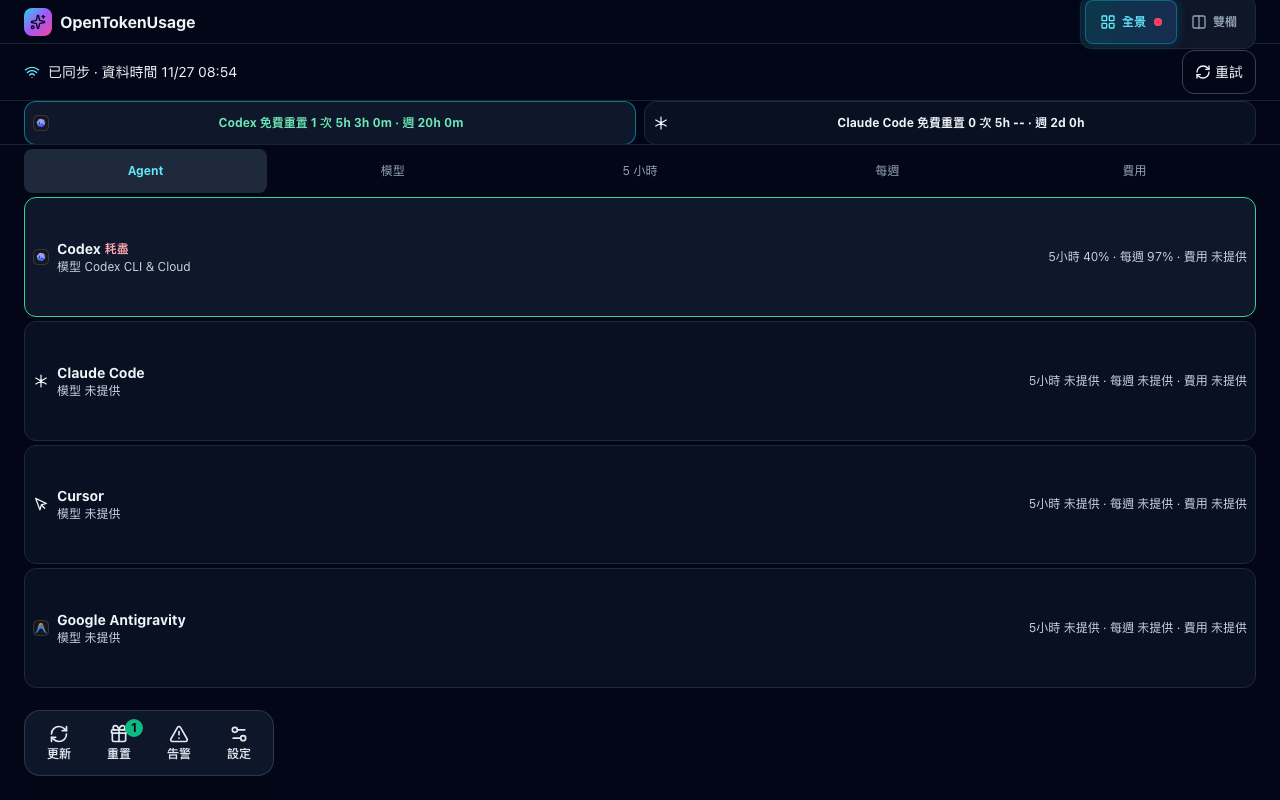 OpenTokenUsage
全景
雙欄
已同步 · 資料時間 11/27 08:54
重試
Codex 免費重置 1 次 5h 3h 0m · 週 20h 0m
Claude Code 免費重置 0 次 5h -- · 週 2d 0h
Agent
模型
5 小時
每週
費用
Codex 耗盡
模型 Codex CLI & Cloud
5小時 40% · 每週 97% · 費用 未提供
Claude Code
模型 未提供
5小時 未提供 · 每週 未提供 · 費用 未提供
Cursor
模型 未提供
5小時 未提供 · 每週 未提供 · 費用 未提供
Google Antigravity
模型 未提供
5小時 未提供 · 每週 未提供 · 費用 未提供
更新
1
重置
告警
設定